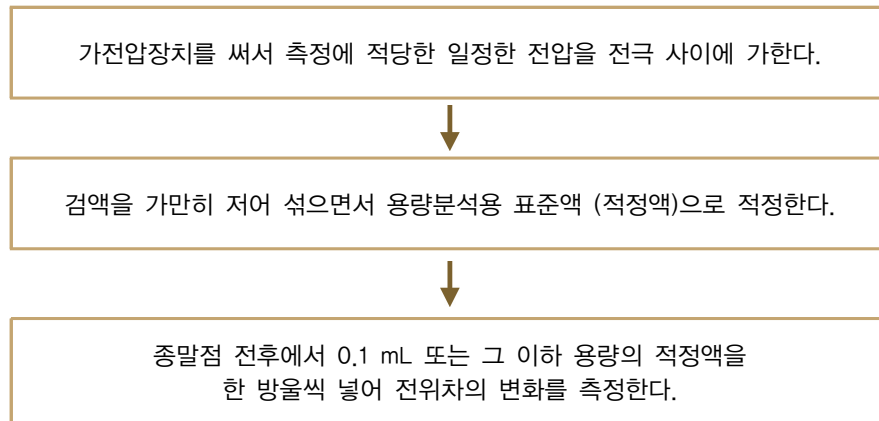 가전압장치를 써서 측정에 적당한 일정한 전압을 전극 사이에 가한다.
검액을 가만히 저어 섞으면서 용량분석용 표준액 (적정액)으로 적정한다.
종말점 전후에서 0.1 mL 또는 그 이하 용량의 적정액을
한 방울씩 넣어 전위차의 변화를 측정한다.